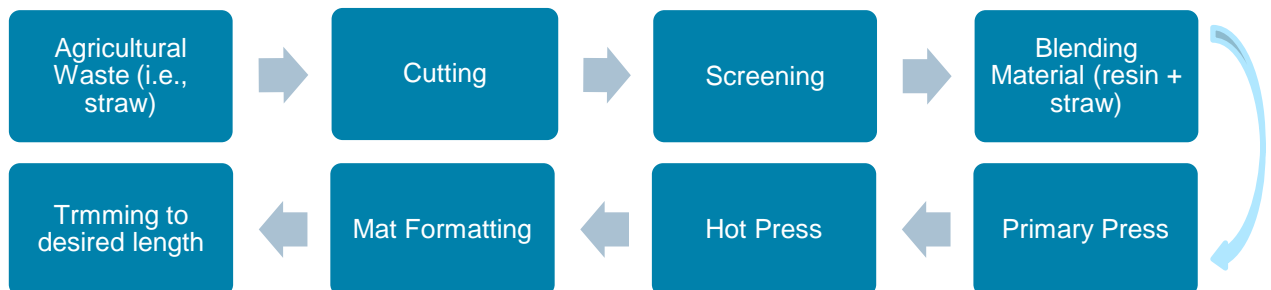 Agricultural
Waste (i.e.,
straw)
Cutting
Screening
Blending
Material (resin +
straw)
Primary Press
Hot Press
Mat Formatting
Trmming to
desired length